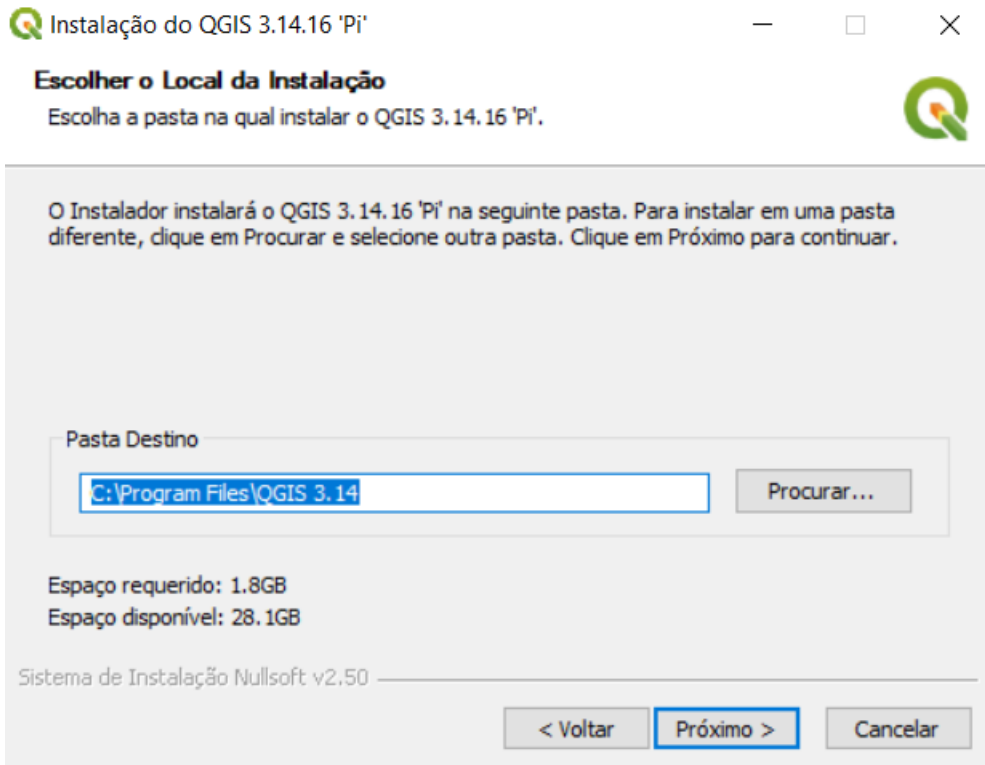 Instalação do QGIS 3.14.16 'Pi'
Escolher o Local da Instalação
Escolha a pasta na qual instalar o QGIS 3.14.16 'Pi'.
O Instalador instalará o QGIS 3.14.16 'Pi' na seguinte pasta. Para instalar em uma pasta
diferente, clique em Procurar e selecione outra pasta. Clique em Próximo para continuar.
Pasta Destino
C:\Program Files\QGIS 3.14
Procurar...
Espaço requerido: 1.8GB
Espaço disponível: 28.1GB
Sistema de Instalação Nullsoft v2.50
< Voltar
Próximo >
Cancelar